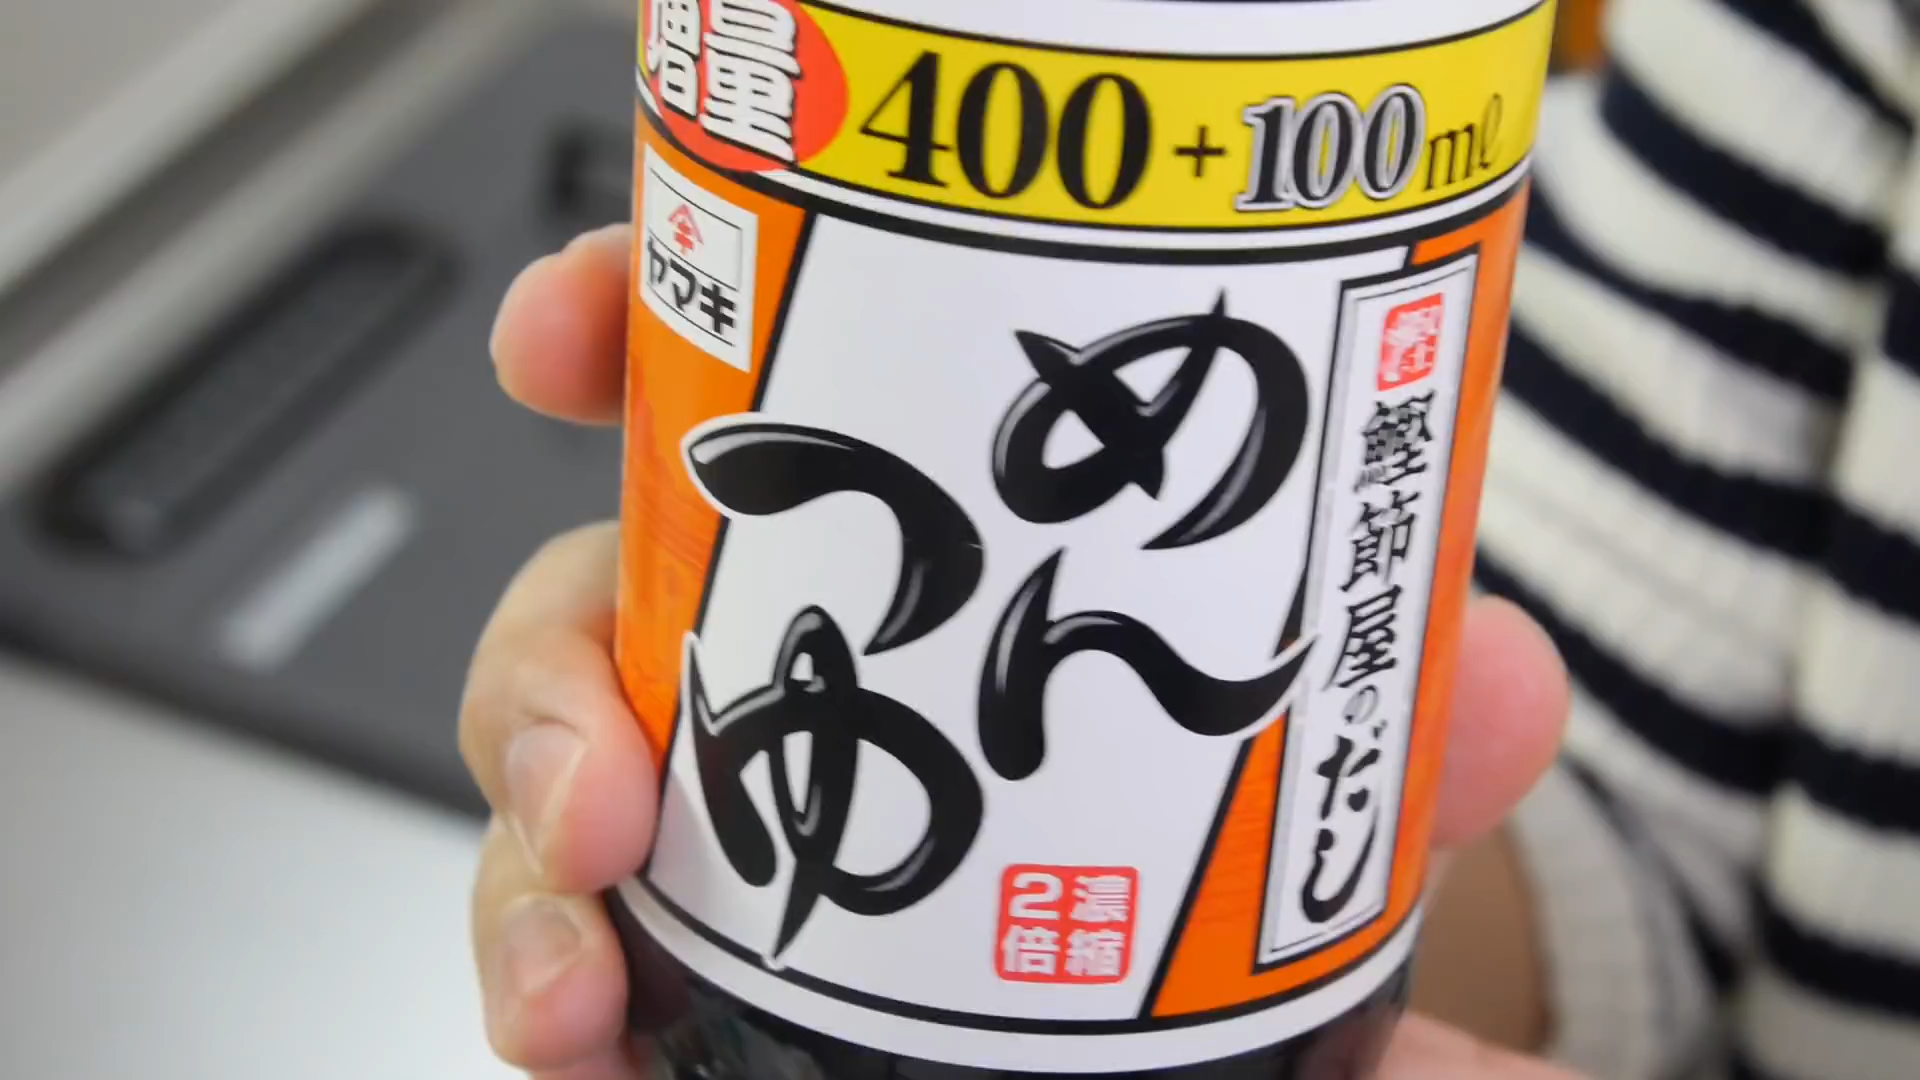 増量
400+100ml
ヤマキ
めん
つゆ
鰹節屋のだし
濃縮
2倍